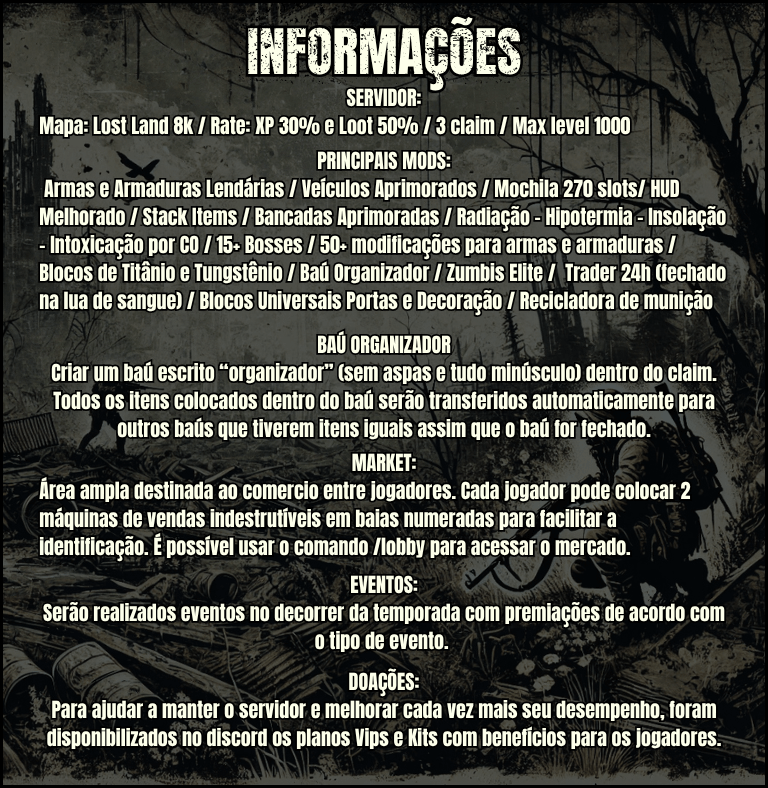 INFORMAÇÕES
SERVIDOR:
Mapa: Lost Land 8k / Rate: XP 30% e Loot 50% / 3 claim / Max level 1000
PRINCIPAIS MODS:
Armas e Armaduras Lendárias / Veículos Aprimorados / Mochila 270 slots/ HUD
Melhorado / Stack Items / Bancadas Aprimoradas / Radiação - Hipotermia - Insolação
- Intoxicação por CO / 15+ Bosses / 50+ modificações para armas e armaduras /
Blocos de Titânio e Tungstênio / Baú Organizador / Zumbis Elite / Trader 24h (fechado
na lua de sangue) / Blocos Universais Portas e Decoração / Recicladora de munição
BAÚ ORGANIZADOR
Criar um baú escrito “organizador” (sem aspas e tudo minúsculo) dentro do claim.
Todos os itens colocados dentro do baú serão transferidos automaticamente para
outros baús que tiverem itens iguais assim que o baú for fechado.
MARKET:
Área ampla destinada ao comercio entre jogadores. Cada jogador pode colocar 2
máquinas de vendas indestrutíveis em baias numeradas para facilitar a
identificação. É possível usar o comando /lobby para acessar o mercado.
EVENTOS:
Serão realizados eventos no decorrer da temporada com premiações de acordo com
o tipo de evento.
DOAÇÕES:
Para ajudar a manter o servidor e melhorar cada vez mais seu desempenho, foram
disponibilizados no discord os planos Vips e Kits com benefícios para os jogadores.